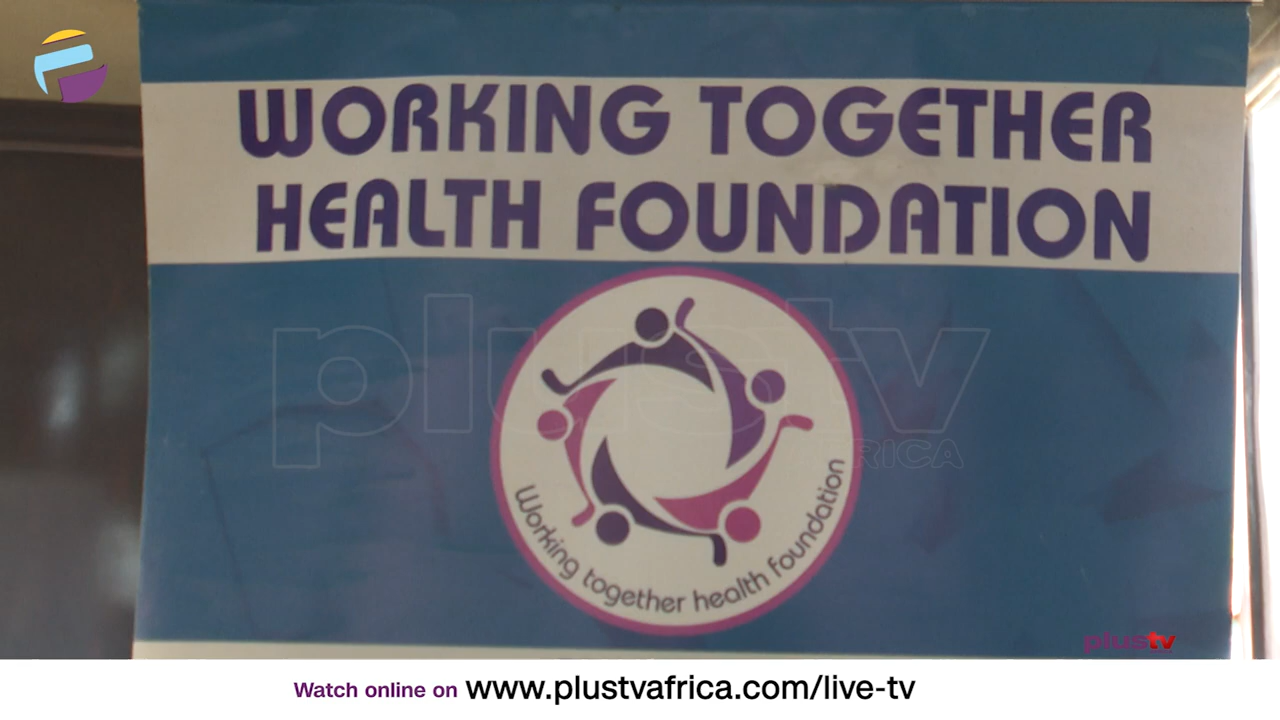 WORKING TOGETHER
HEALTH FOUNDATION
plustv
AFRICA
Working together health foundation
plustv
Watch online on www.plustvafrica.com/live-tv